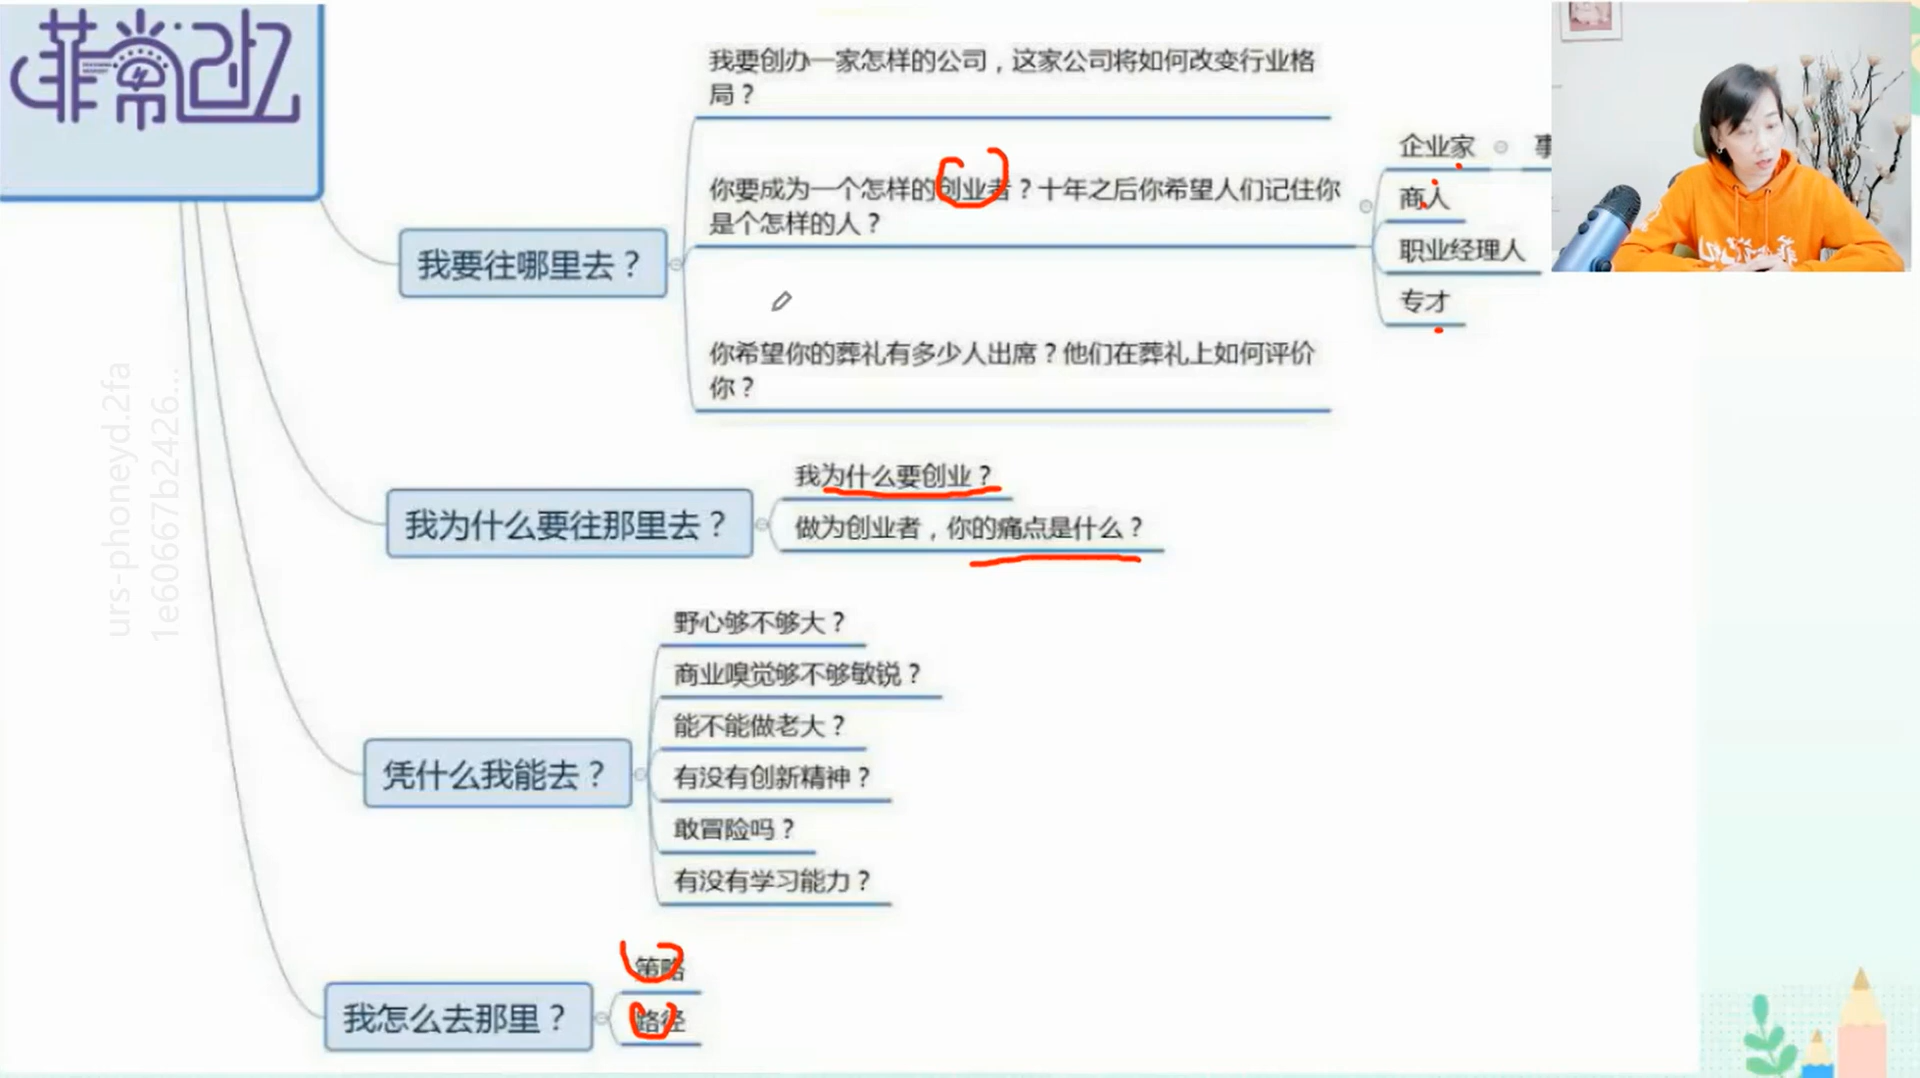 菲常记忆
我要创办一家怎样的公司，这家公司将如何改变行业格
局？
你要成为一个怎样的创业者？十年之后你希望人们记住你
是个怎样的人？
企业家
商人
职业经理人
专才
我要往哪里去？
你希望你的葬礼有多少人出席？他们在葬礼上如何评价
你？
我为什么要创业？
我为什么要往那里去？
做为创业者，你的痛点是什么？
野心够不够大？
商业嗅觉够不够敏锐？
能不能做老大？
凭什么我能去？
有没有创新精神？
敢冒险吗？
有没有学习能力？
策略
我怎么去那里？
路径
urs-phoneyd.2fa
1e60667b2426...